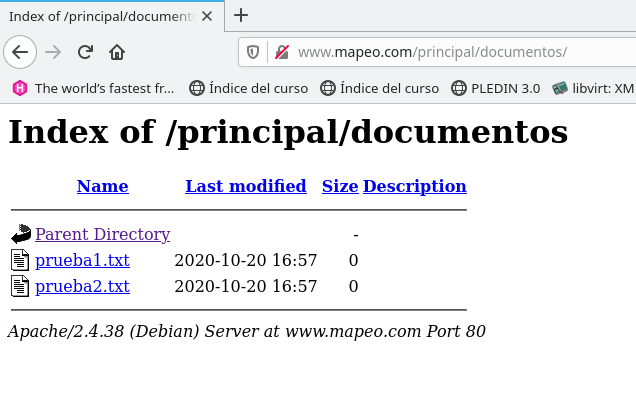 Index of /principal/documento
www.mapeo.com/principal/documentos/
The world's fastest fr... Índice del curso Índice del curso PLEDIN 3.0 libvirt: XM
Index of /principal/documentos
Name Last modified Size Description
Parent Directory -
prueba1.txt 2020-10-20 16:57 0
prueba2.txt 2020-10-20 16:57 0
Apache/2.4.38 (Debian) Server at www.mapeo.com Port 80